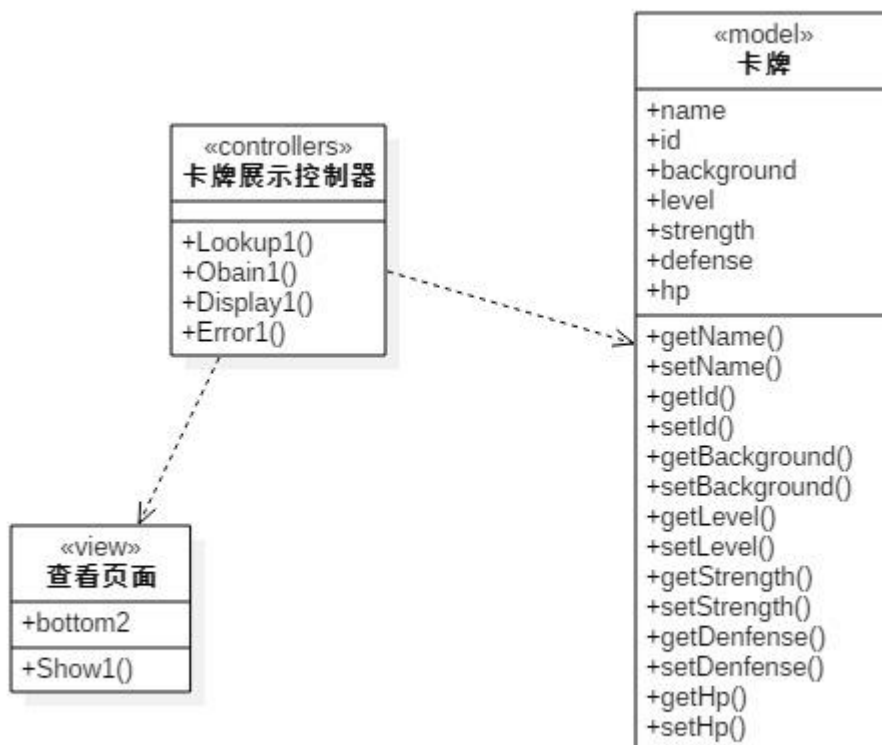 «controllers»
卡牌展示控制器
+Lookup1()
+Obain1()
+Display1()
+Error1()
«view»
查看页面
+bottom2
+Show1()
«model»
卡牌
+name
+id
+background
+level
+strength
+defense
+hp
+getName()
+setName()
+getId()
+setId()
+getBackground()
+setBackground()
+getLevel()
+setLevel()
+getStrength()
+setStrength()
+getDenfense()
+setDenfense()
+getHp()
+setHp()